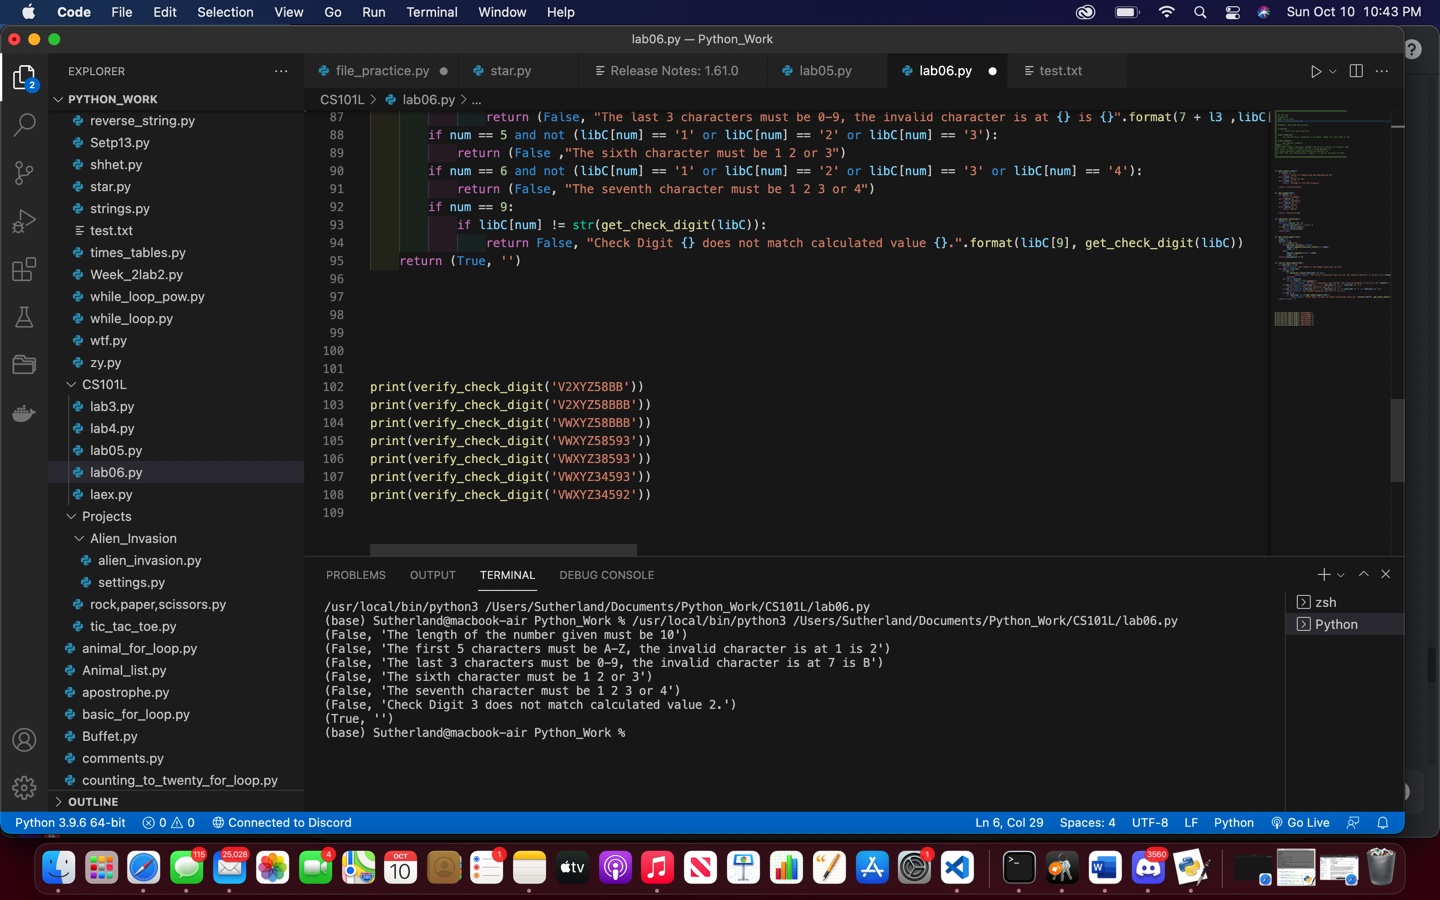 Code File Edit Selection View Go Run Terminal Window Help Sun Oct 10 10:43 PM
lab06.py — Python_Work
2
EXPLORER
PYTHON_WORK
reverse_string.py
Setp13.py
shhet.py
star.py
strings.py
test.txt
times_tables.py
Week_2lab2.py
while_loop_pow.py
while_loop.py
wtf.py
zy.py
CS101L
lab3.py
lab4.py
lab05.py
lab06.py
laex.py
Projects
Alien_Invasion
alien_invasion.py
settings.py
rock,paper,scissors.py
tic_tac_toe.py
animal_for_loop.py
Animal_list.py
apostrophe.py
basic_for_loop.py
Buffet.py
comments.py
counting_to_twenty_for_loop.py
OUTLINE
file_practice.py star.py Release Notes: 1.61.0 lab05.py lab06.py test.txt
CS101L > lab06.py > ...
87 return (False, "The last 3 characters must be 0-9, the invalid character is at {} is {}".format(7 + l3 ,libC[
88 if num == 5 and not (libC[num] == '1' or libC[num] == '2' or libC[num] == '3'):
89 return (False ,"The sixth character must be 1 2 or 3")
90 if num == 6 and not (libC[num] == '1' or libC[num] == '2' or libC[num] == '3' or libC[num] == '4'):
91 return (False, "The seventh character must be 1 2 3 or 4")
92 if num == 9:
93 if libC[num] != str(get_check_digit(libC)):
94 return False, "Check Digit {} does not match calculated value {}.".format(libC[9], get_check_digit(libC))
95 return (True, '')
96
97
98
99
100
101
102 print(verify_check_digit('V2XYZ58BB'))
103 print(verify_check_digit('V2XYZ58BBB'))
104 print(verify_check_digit('VWXYZ58BBB'))
105 print(verify_check_digit('VWXYZ58593'))
106 print(verify_check_digit('VWXYZ38593'))
107 print(verify_check_digit('VWXYZ34593'))
108 print(verify_check_digit('VWXYZ34592'))
109
PROBLEMS OUTPUT TERMINAL DEBUG CONSOLE
/usr/local/bin/python3 /Users/Sutherland/Documents/Python_Work/CS101L/lab06.py
(base) Sutherland@macbook-air Python_Work % /usr/local/bin/python3 /Users/Sutherland/Documents/Python_Work/CS101L/lab06.py
(False, 'The length of the number given must be 10')
(False, 'The first 5 characters must be A-Z, the invalid character is at 1 is 2')
(False, 'The last 3 characters must be 0-9, the invalid character is at 7 is B')
(False, 'The sixth character must be 1 2 or 3')
(False, 'The seventh character must be 1 2 3 or 4')
(False, 'Check Digit 3 does not match calculated value 2.')
(True, '')
(base) Sutherland@macbook-air Python_Work %
zsh
Python
Python 3.9.6 64-bit 0 0 Connected to Discord Ln 6, Col 29 Spaces: 4 UTF-8 LF Python Go Live
115 25,028 4 OCT 10 1 tv 1 3560